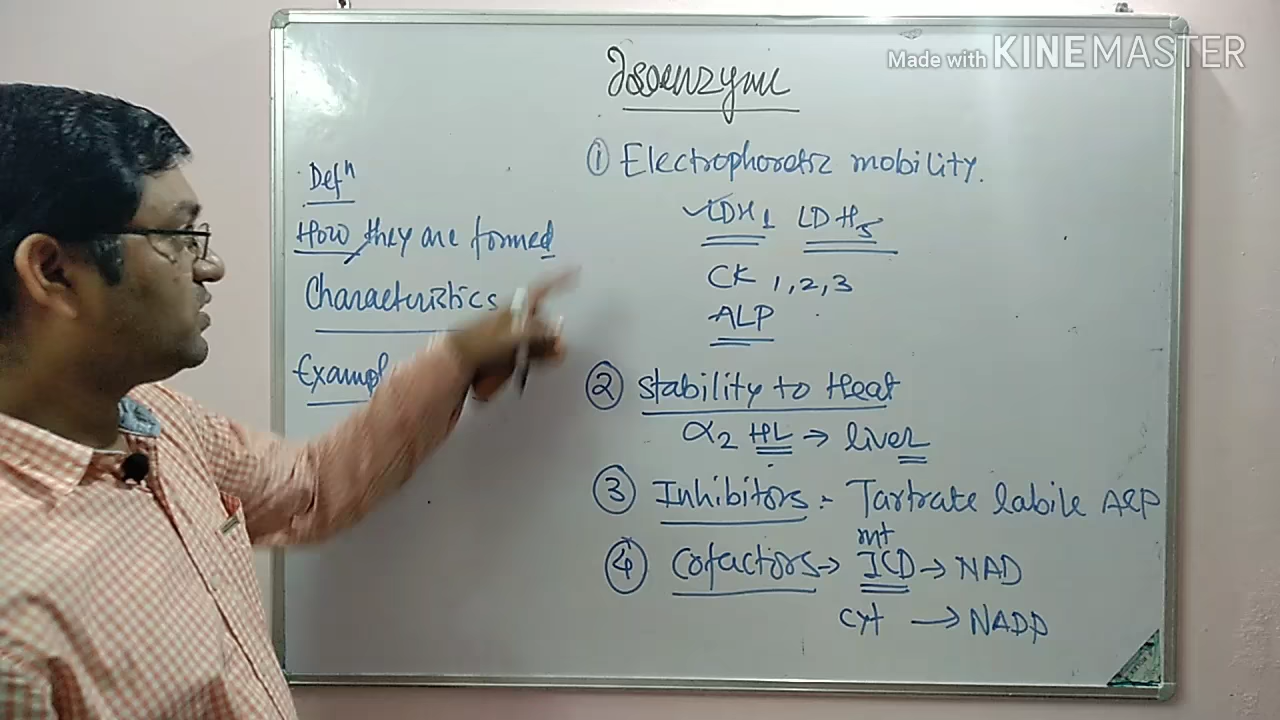 Made with KINEMASTER
Isoenzyme
Defn
How they are formed
Characteristics
Exampl
① Electrophoretic mobility.
✓LDH1 LDH5
CK 1,2,3
ALP
② Stability to Heat
α2 HL → liver
③ Inhibitors :- Tartrate labile ACP
④ Cofactors → mt ICD → NAD
cyt → NADP